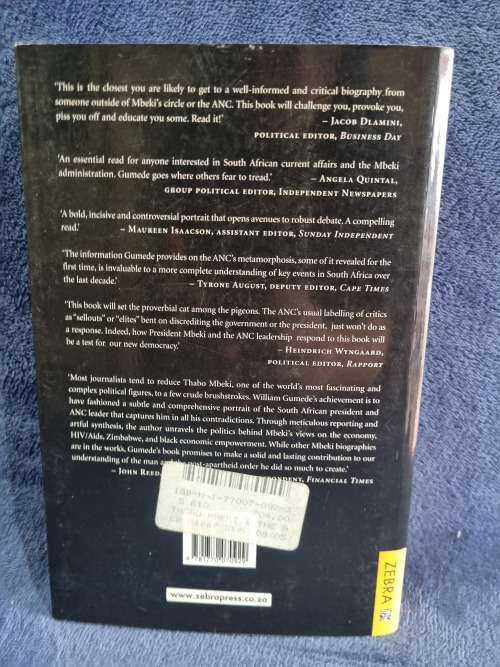 'This is the closest you are likely to get to a well-informed and critical biography from
someone outside of Mbeki's circle or the ANC. This book will challenge you, provoke you,
piss you off and educate you some. Read it!'
– JACOB DLAMINI,
POLITICAL EDITOR, BUSINESS DAY
'An essential read for anyone interested in South African current affairs and the Mbeki
administration. Gumede goes where others fear to tread.' – ANGELA QUINTAL,
GROUP POLITICAL EDITOR, INDEPENDENT NEWSPAPERS
'A bold, incisive and controversial portrait that opens avenues to robust debate. A compelling
read.' – MAUREEN ISAACSON, ASSISTANT EDITOR, SUNDAY INDEPENDENT
'The information Gumede provides on the ANC's metamorphosis, some of it revealed for the
first time, is invaluable to a more complete understanding of key events in South Africa over
the last decade.' – TYRONE AUGUST, DEPUTY EDITOR, CAPE TIMES
'This book will set the proverbial cat among the pigeons. The ANC's usual labelling of critics
as "sellouts" or "elites" bent on discrediting the government or the president, just won't do as
a response. Indeed, how President Mbeki and the ANC leadership respond to this book will
be a test for our new democracy.' – HEINDRICH WYNGAARD,
POLITICAL EDITOR, RAPPORT
'Most journalists tend to reduce Thabo Mbeki, one of the world's most fascinating and
complex political figures, to a few crude brushstrokes. William Gumede's achievement is to
have fashioned a subtle and comprehensive portrait of the South African president and
ANC leader that captures him in all his contradictions. Through meticulous reporting and
artful synthesis, the author unravels the politics behind Mbeki's views on the economy,
HIV/Aids, Zimbabwe, and black economic empowerment. While other Mbeki biographies
are in the works, Gumede's book promises to make a solid and lasting contribution to our
understanding of the man and the post-apartheid order he did so much to create.'
– JOHN REED, FINANCIAL TIMES
9 781770 070929
www.zebrapress.co.za
ZEBRA